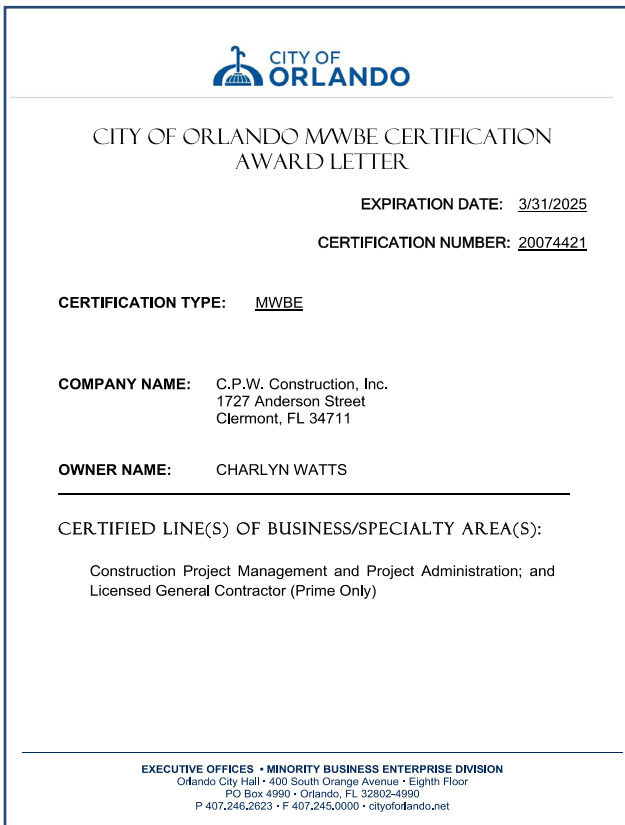 CITY OF
ORLANDO
CITY OF ORLANDO M/WBE CERTIFICATION
AWARD LETTER
EXPIRATION DATE: 3/31/2025
CERTIFICATION NUMBER: 20074421
CERTIFICATION TYPE: MWBE
COMPANY NAME: C.P.W. Construction, Inc.
1727 Anderson Street
Clermont, FL 34711
OWNER NAME: CHARLYN WATTS
CERTIFIED LINE(S) OF BUSINESS/SPECIALTY AREA(S):
Construction Project Management and Project Administration; and
Licensed General Contractor (Prime Only)
EXECUTIVE OFFICES • MINORITY BUSINESS ENTERPRISE DIVISION
Orlando City Hall • 400 South Orange Avenue • Eighth Floor
PO Box 4990 • Orlando, FL 32802-4990
P 407.246.2623 • F 407.245.0000 • cityoforlando.net